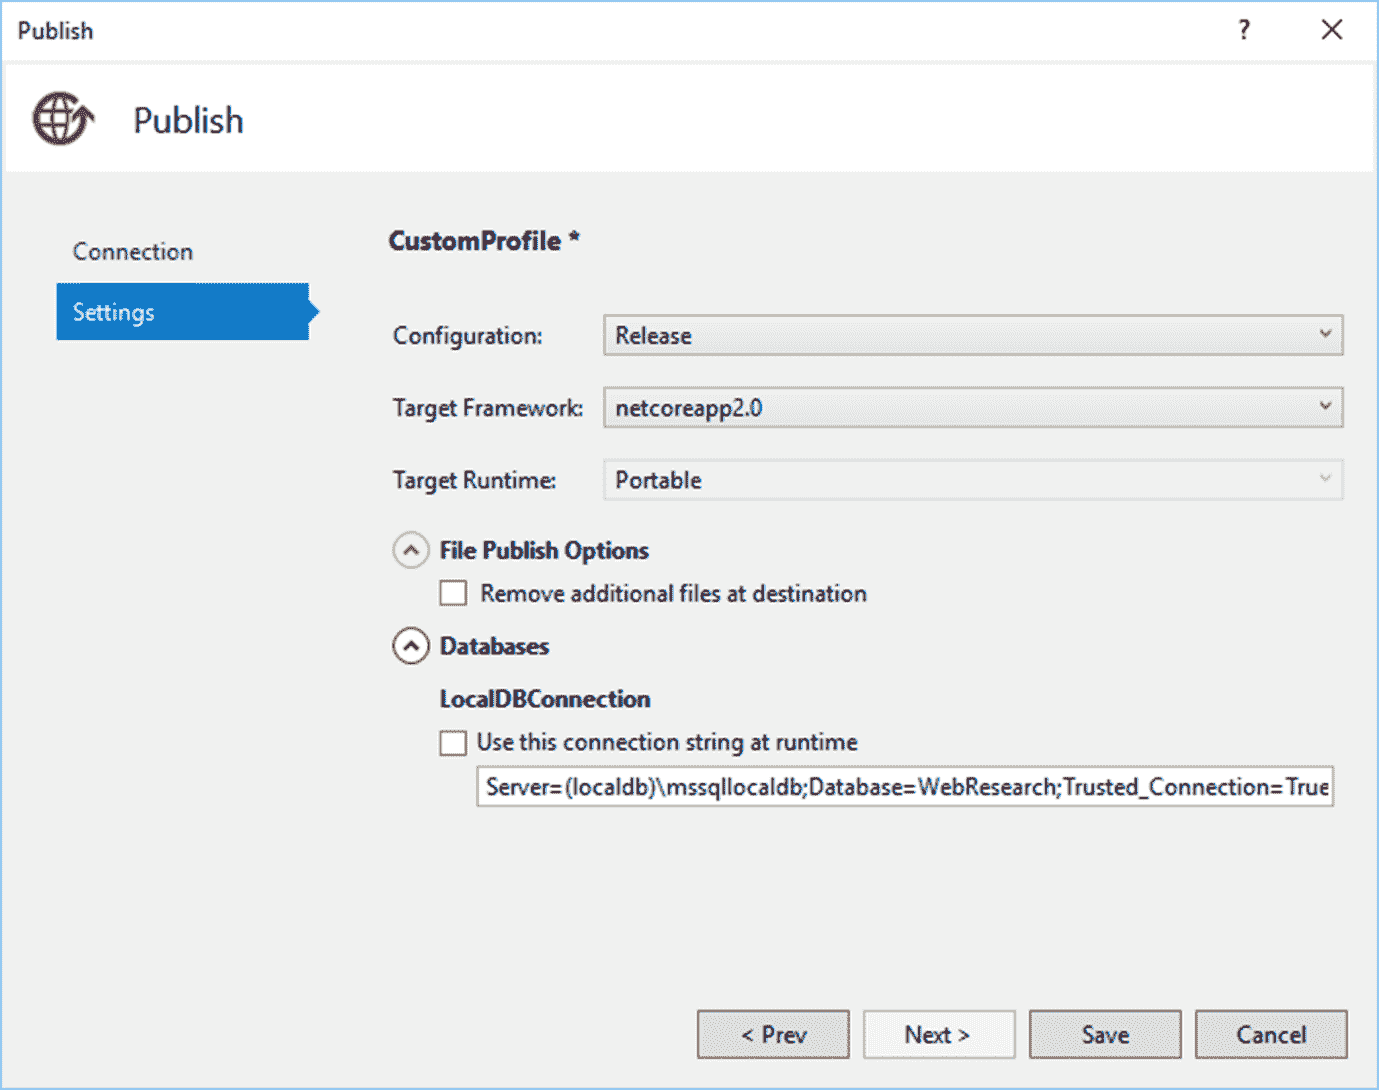 Publish
?
Publish
Connection
Settings
CustomProfile *
Configuration:
Release
Target Framework:
netcoreapp2.0
Target Runtime:
Portable
File Publish Options
Remove additional files at destination
Databases
LocalDBConnection
Use this connection string at runtime
Server=(localdb)\mssqllocaldb;Database=WebResearch;Trusted_Connection=True
< Prev
Next >
Save
Cancel